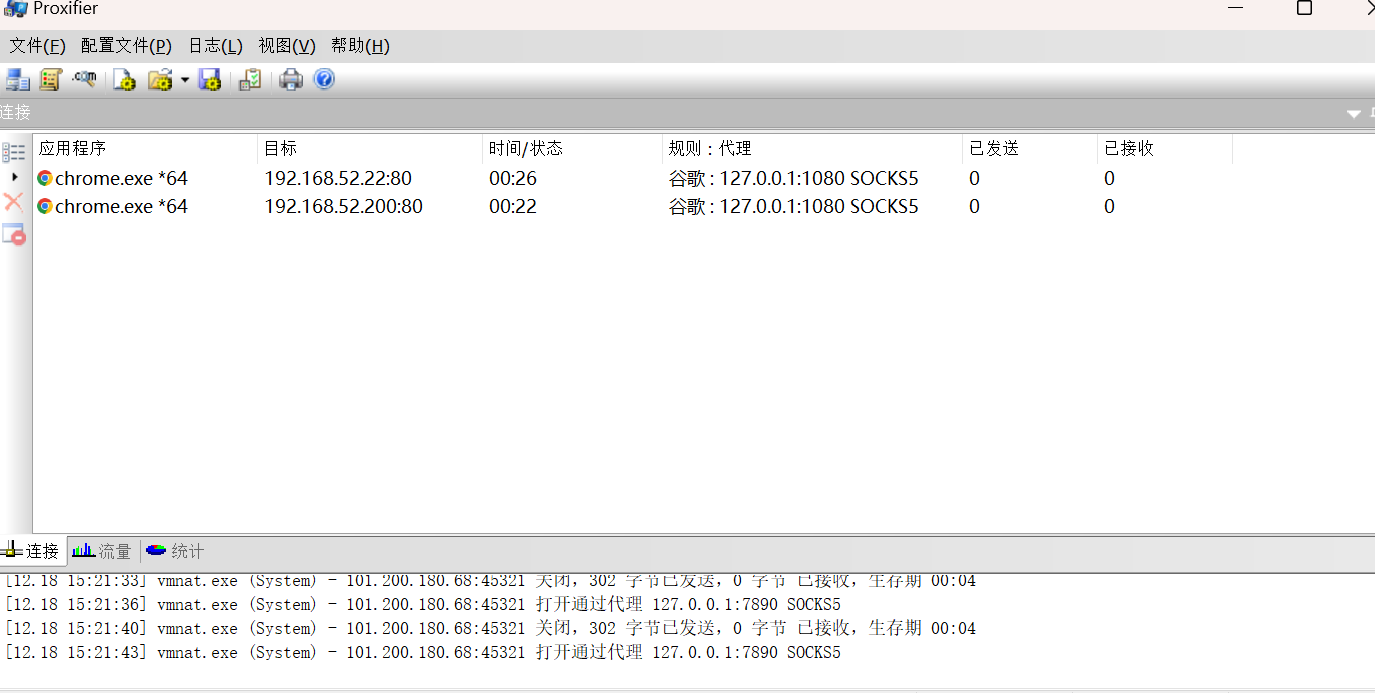 Proxifier
文件(F) 配置文件(P) 日志(L) 视图(V) 帮助(H)
.com
连接
应用程序 目标 时间/状态 规则 : 代理 已发送 已接收
chrome.exe *64 192.168.52.22:80 00:26 谷歌 : 127.0.0.1:1080 SOCKS5 0 0
chrome.exe *64 192.168.52.200:80 00:22 谷歌 : 127.0.0.1:1080 SOCKS5 0 0
连接 流量 统计
[12.18 15:21:33] vmnat.exe (System) - 101.200.180.68:45321 关闭，302 字节已发送，0 字节 已接收，生存期 00:04
[12.18 15:21:36] vmnat.exe (System) - 101.200.180.68:45321 打开通过代理 127.0.0.1:7890 SOCKS5
[12.18 15:21:40] vmnat.exe (System) - 101.200.180.68:45321 关闭，302 字节已发送，0 字节 已接收，生存期 00:04
[12.18 15:21:43] vmnat.exe (System) - 101.200.180.68:45321 打开通过代理 127.0.0.1:7890 SOCKS5